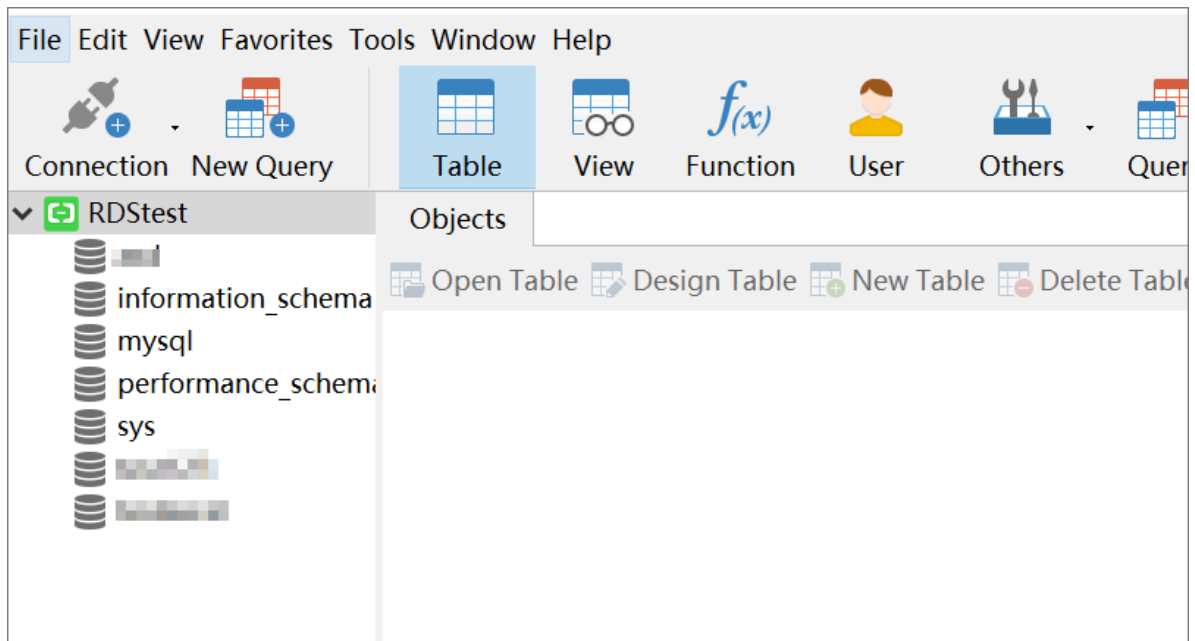 File Edit View Favorites Tools Window Help
Connection New Query Table View Function User Others
RDStest
Objects
Open Table Design Table New Table Delete
information_schema
mysql
sys